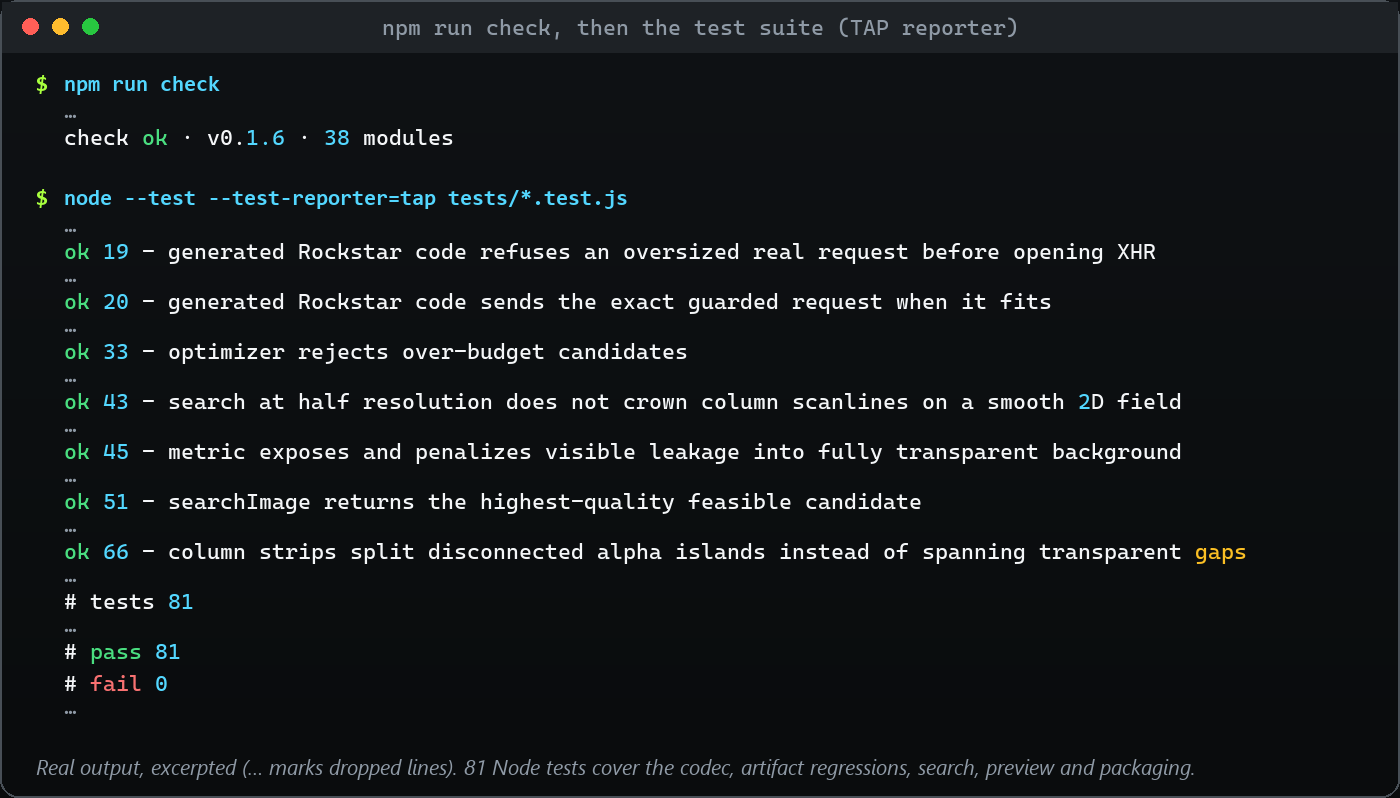 npm run check, then the test suite (TAP reporter)
$ npm run check
…
check ok · v0.1.6 · 38 modules
$ node --test --test-reporter=tap tests/*.test.js
…
ok 19 - generated Rockstar code refuses an oversized real request before opening XHR
…
ok 20 - generated Rockstar code sends the exact guarded request when it fits
…
ok 33 - optimizer rejects over-budget candidates
…
ok 43 - search at half resolution does not crown column scanlines on a smooth 2D field
…
ok 45 - metric exposes and penalizes visible leakage into fully transparent background
…
ok 51 - searchImage returns the highest-quality feasible candidate
…
ok 66 - column strips split disconnected alpha islands instead of spanning transparent gaps
…
# tests 81
…
# pass 81
# fail 0
…
Real output, excerpted (... marks dropped lines). 81 Node tests cover the codec, artifact regressions, search, preview and packaging.